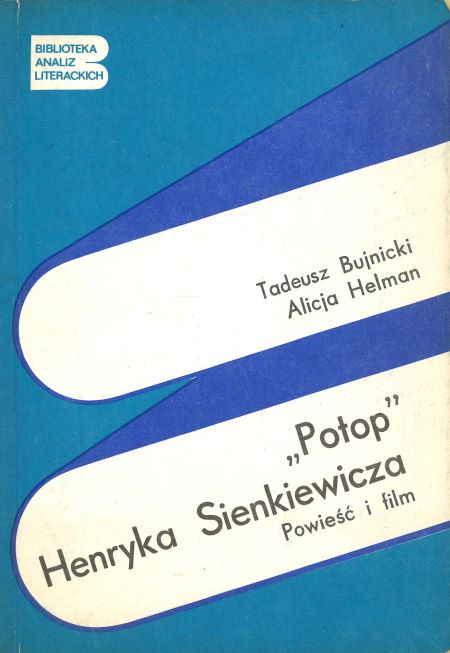 BIBLIOTEKA
ANALIZ
LITERACKICH
Tadeusz Bujnicki
Alicja Helman
„Potop”
Henryka Sienkiewicza
Powieść i film